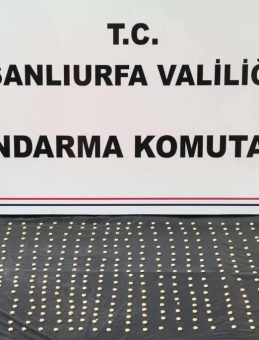 T.C.
ŞANLIURFA VALİLİĞ
NDARMA KOMUTA